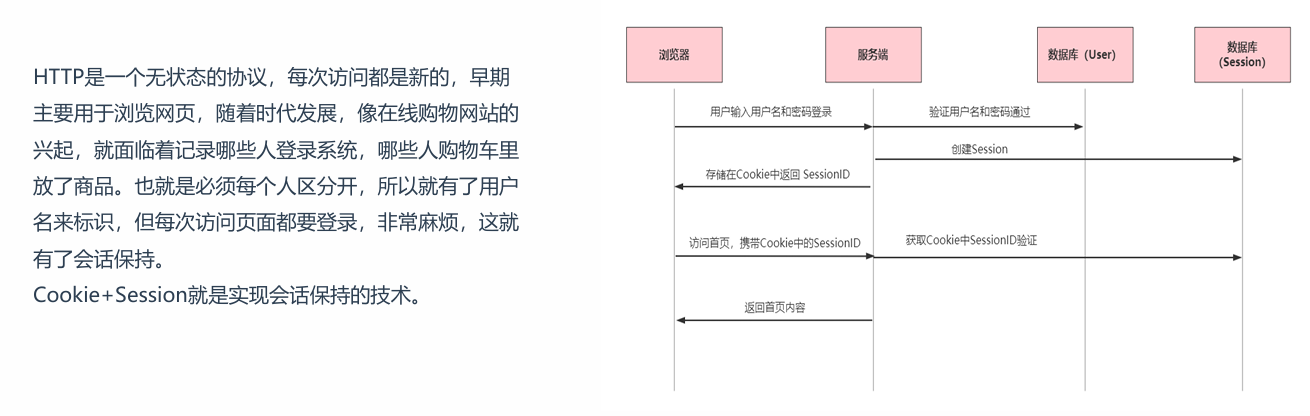 HTTP是一个无状态的协议，每次访问都是新的，早期
主要用于浏览网页，随着时代发展，像在线购物网站的
兴起，就面临着记录哪些人登录系统，哪些人购物车里
放了商品。也就是必须每个人区分开，所以就有了用户
名来标识，但每次访问页面都要登录，非常麻烦，这就
有了会话保持。
Cookie+Session就是实现会话保持的技术。
浏览器
服务端
数据库（User）
数据库
（Session）
用户输入用户名和密码登录
验证用户名和密码通过
创建Session
存储在Cookie中返回 SessionID
访问首页，携带Cookie中的SessionID
获取Cookie中SessionID验证
返回首页内容